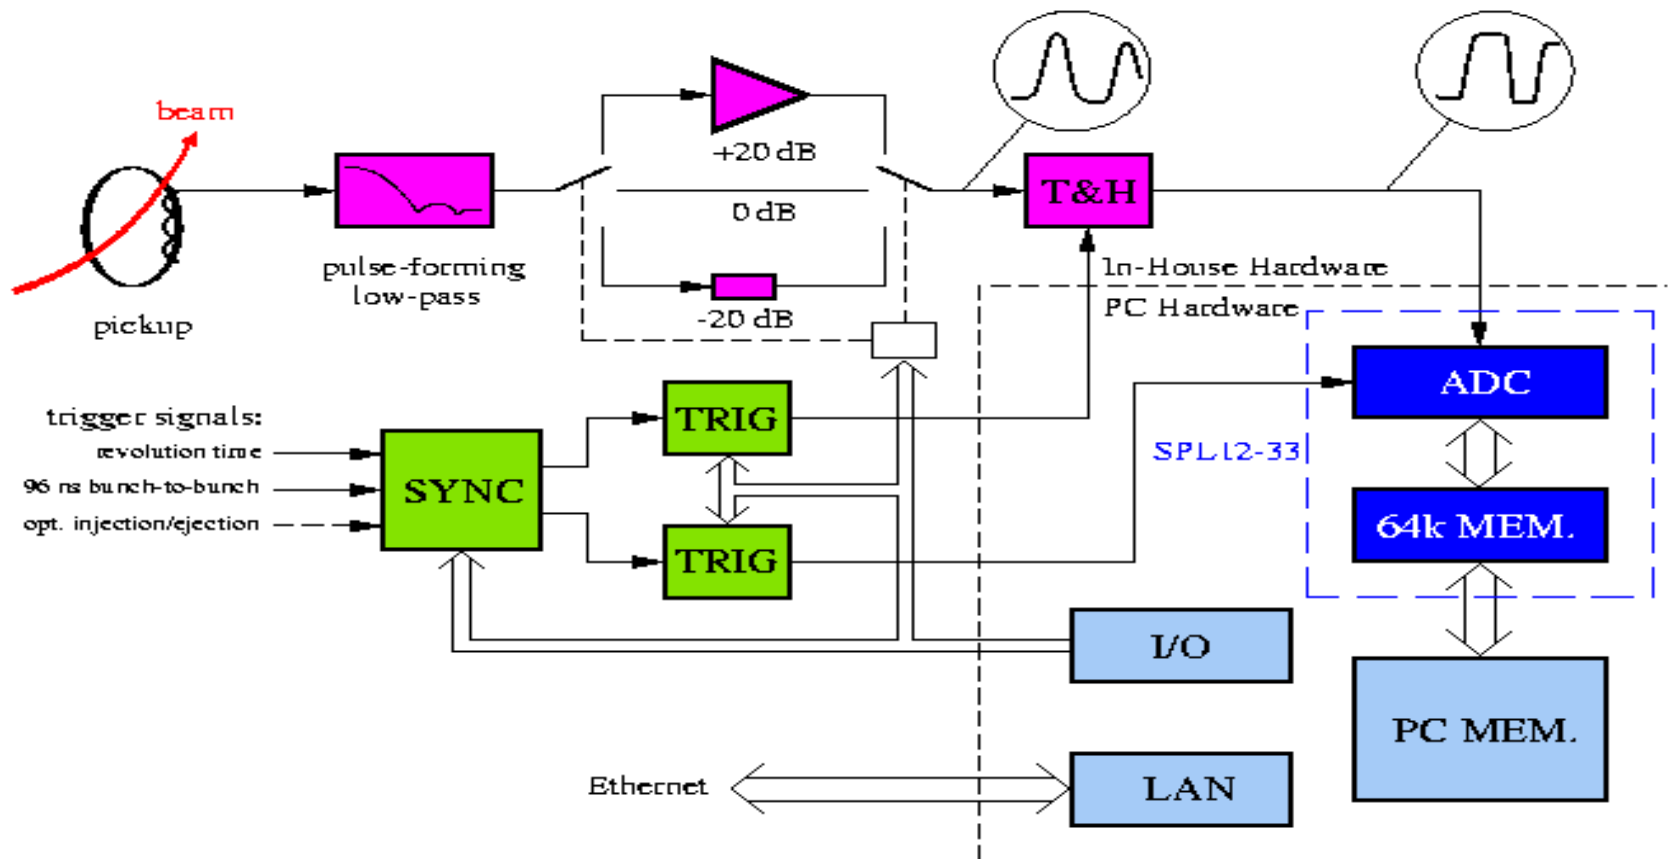 beam
pickup
pulse-forming
low-pass
+20 dB
0 dB
-20 dB
T&H
In-House Hardware
PC Hardware
trigger signals:
revolution time
96 ns bunch-to-bunch
opt. injection/ejection
SYNC
TRIG
TRIG
SPL12-33
ADC
64k MEM.
I/O
PC MEM.
Ethernet
LAN